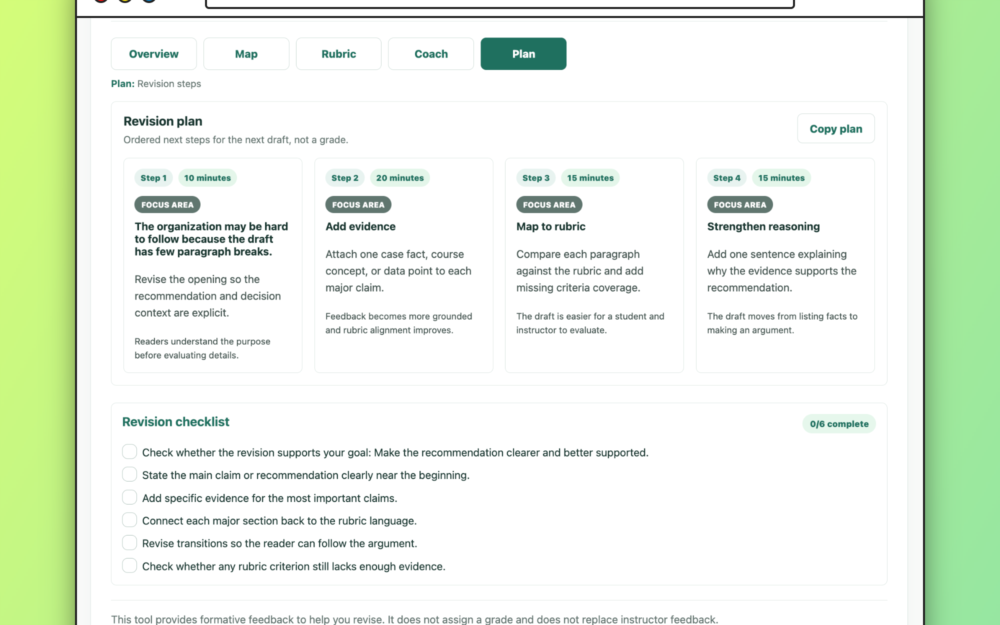 Overview
Map
Rubric
Coach
Plan
Plan: Revision steps
Revision plan
Ordered next steps for the next draft, not a grade.
Copy plan
Step 1
10 minutes
FOCUS AREA
The organization may be hard
to follow because the draft
has few paragraph breaks.
Revise the opening so the
recommendation and decision
context are explicit.
Readers understand the purpose
before evaluating details.
Step 2
20 minutes
FOCUS AREA
Add evidence
Attach one case fact, course
concept, or data point to each
major claim.
Feedback becomes more grounded
and rubric alignment improves.
Step 3
15 minutes
FOCUS AREA
Map to rubric
Compare each paragraph
against the rubric and add
missing criteria coverage.
The draft is easier for a student and
instructor to evaluate.
Step 4
15 minutes
FOCUS AREA
Strengthen reasoning
Add one sentence explaining
why the evidence supports the
recommendation.
The draft moves from listing facts to
making an argument.
Revision checklist
0/6 complete
Check whether the revision supports your goal: Make the recommendation clearer and better supported.
State the main claim or recommendation clearly near the beginning.
Add specific evidence for the most important claims.
Connect each major section back to the rubric language.
Revise transitions so the reader can follow the argument.
Check whether any rubric criterion still lacks enough evidence.
This tool provides formative feedback to help you revise. It does not assign a grade and does not replace instructor feedback.